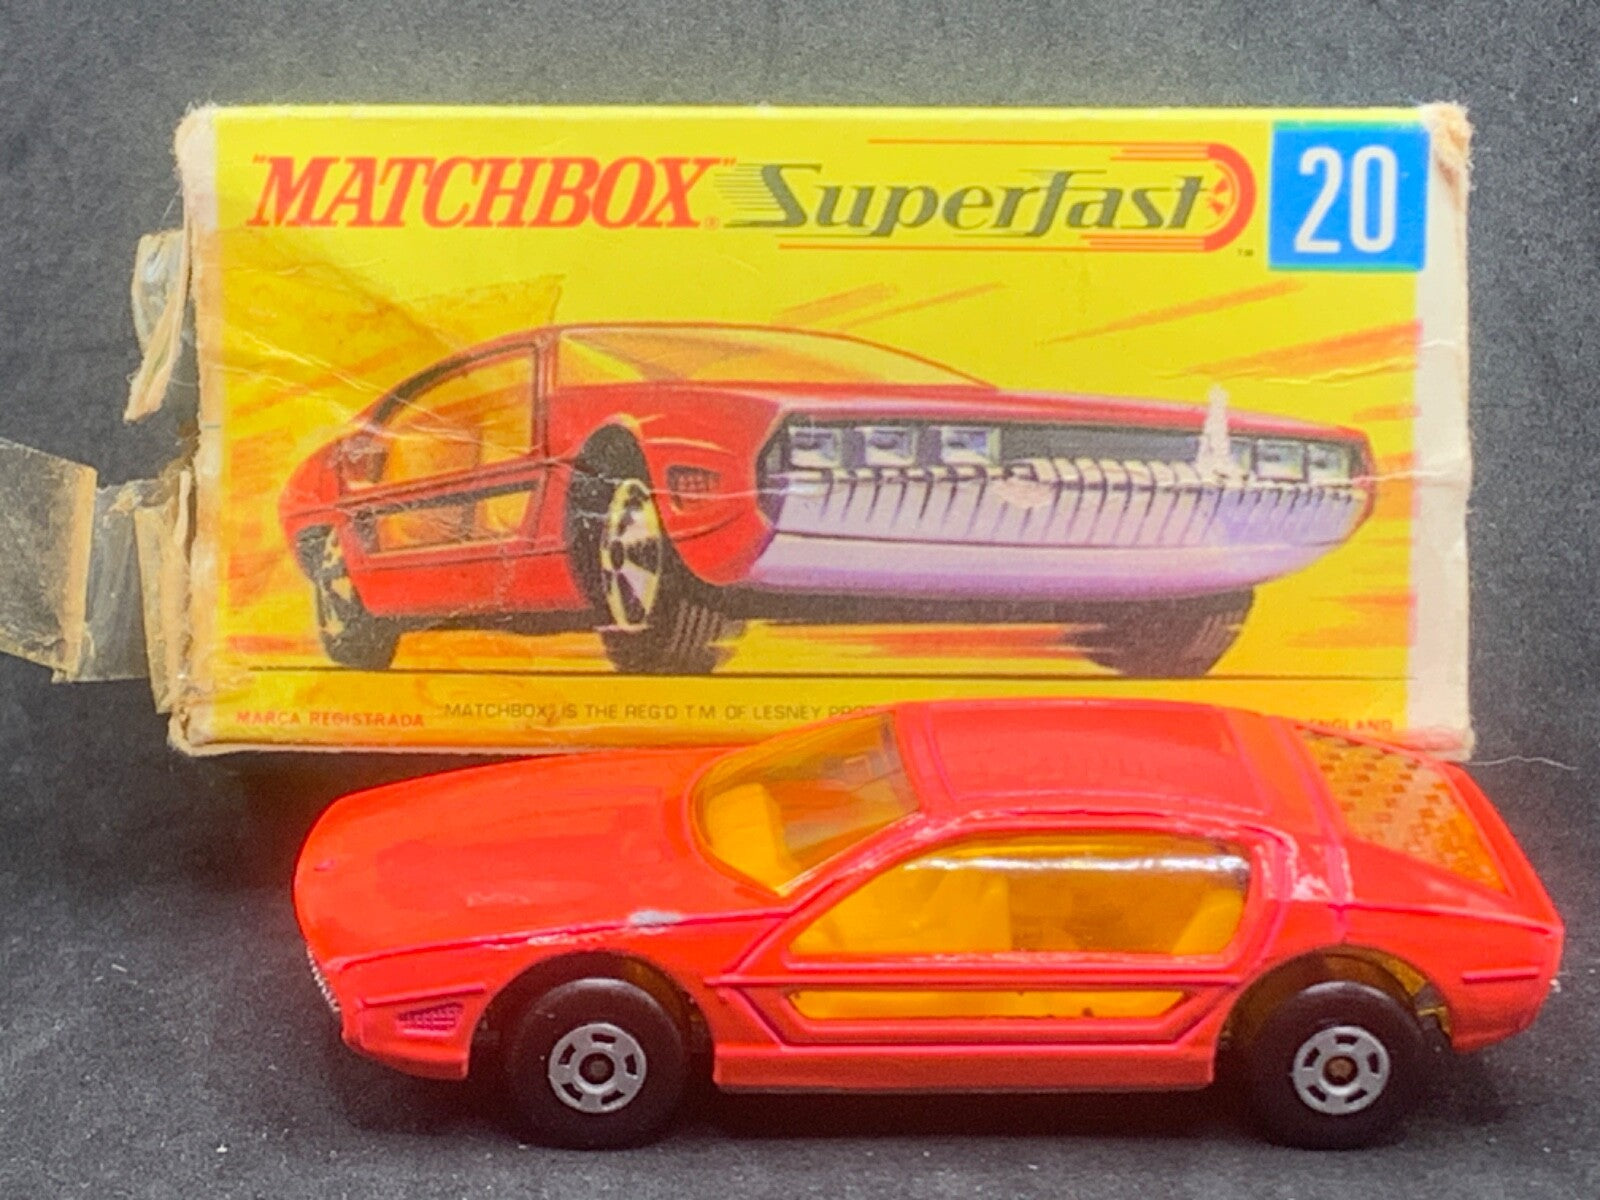 "MATCHBOX"® Superfast ™ 20
MARCA REGISTRADA "MATCHBOX" IS THE REG'D T M OF LESNEY ENGLAND